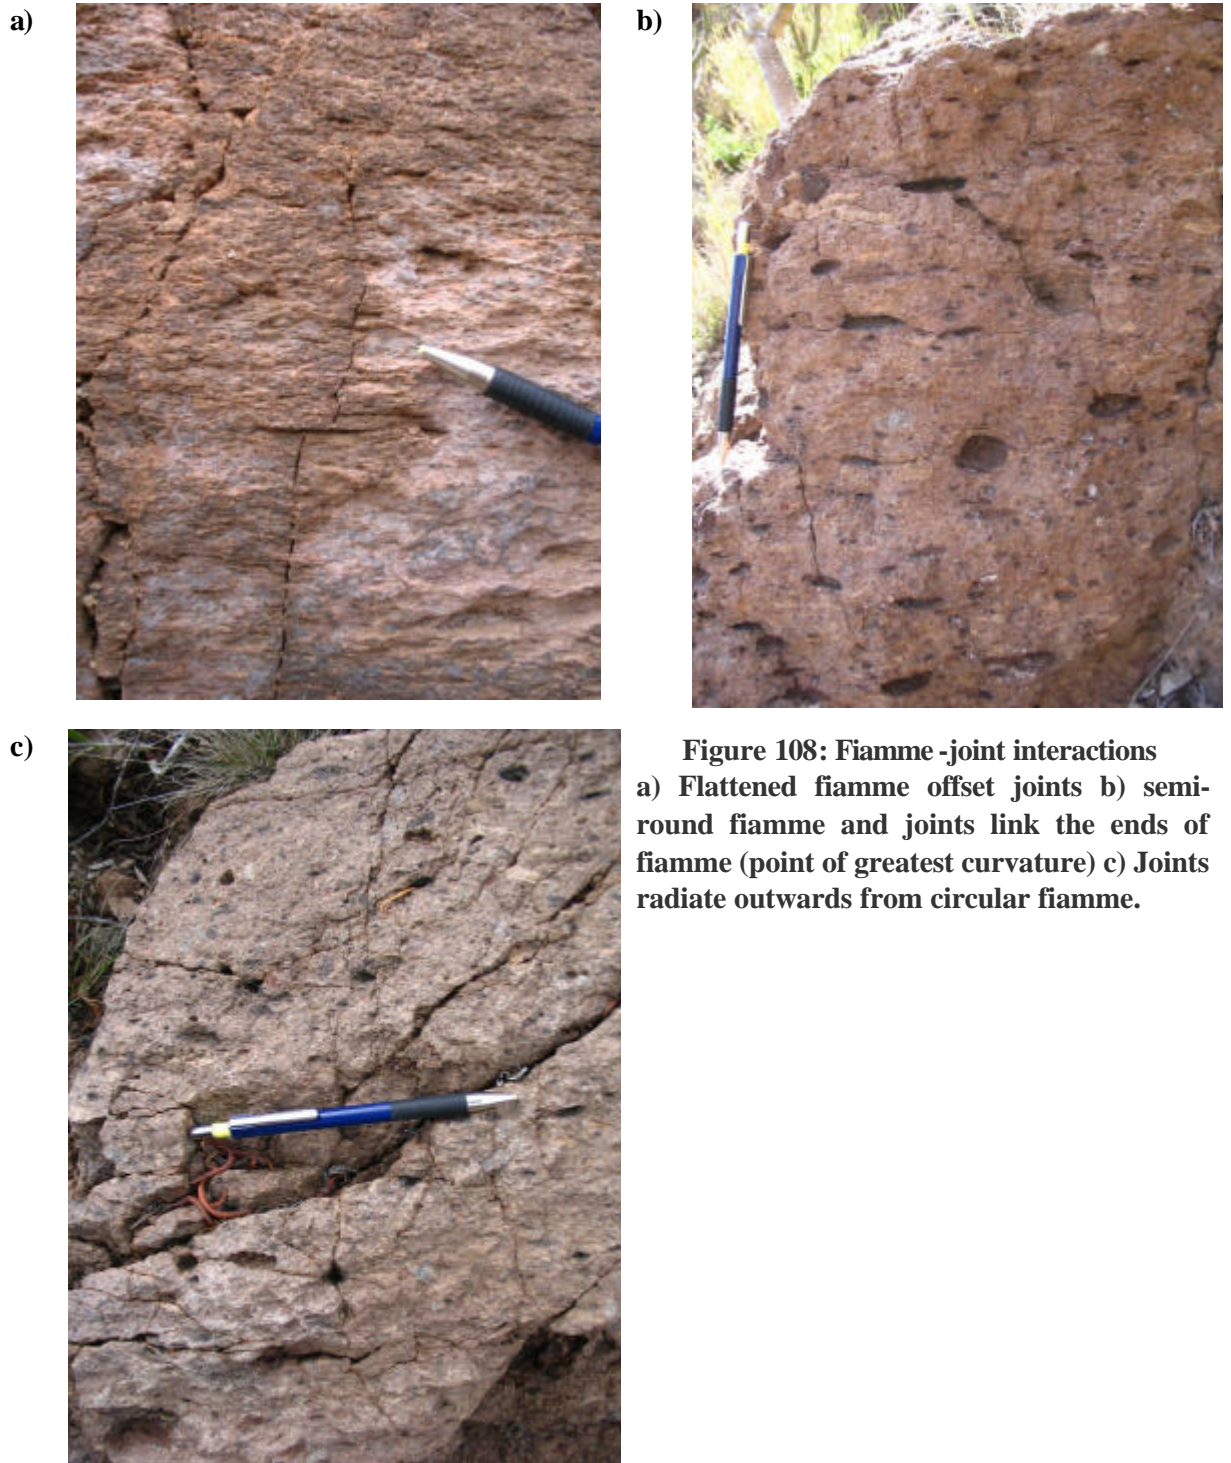 a)
b)
c)
Figure 108: Fiamme-joint interactions
a) Flattened fiamme offset joints b) semi-
round fiamme and joints link the ends of
fiamme (point of greatest curvature) c) Joints
radiate outwards from circular fiamme.